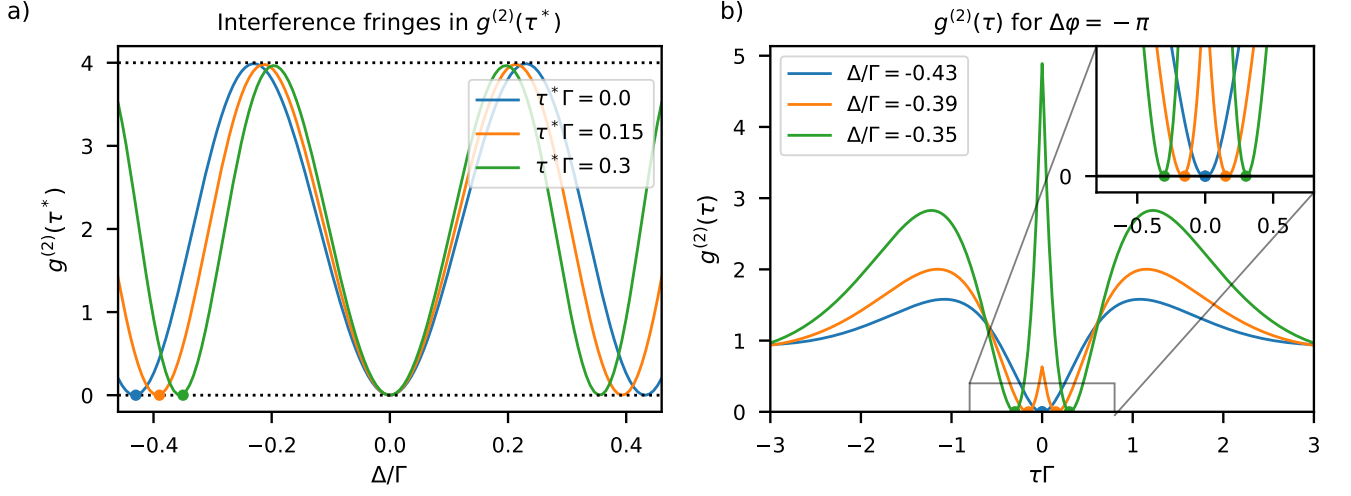 a)
Interference fringes in g⁽²⁾(τ*)
4
3
2
1
0
g⁽²⁾(τ*)
τ*Γ = 0.0
τ*Γ = 0.15
τ*Γ = 0.3
−0.4
−0.2
0.0
0.2
0.4
Δ/Γ
b)
g⁽²⁾(τ) for Δφ = − π
5
4
3
2
1
0
g⁽²⁾(τ)
Δ/Γ = -0.43
Δ/Γ = -0.39
Δ/Γ = -0.35
0
−0.5
0.0
0.5
−3
−2
−1
0
1
2
3
τΓ